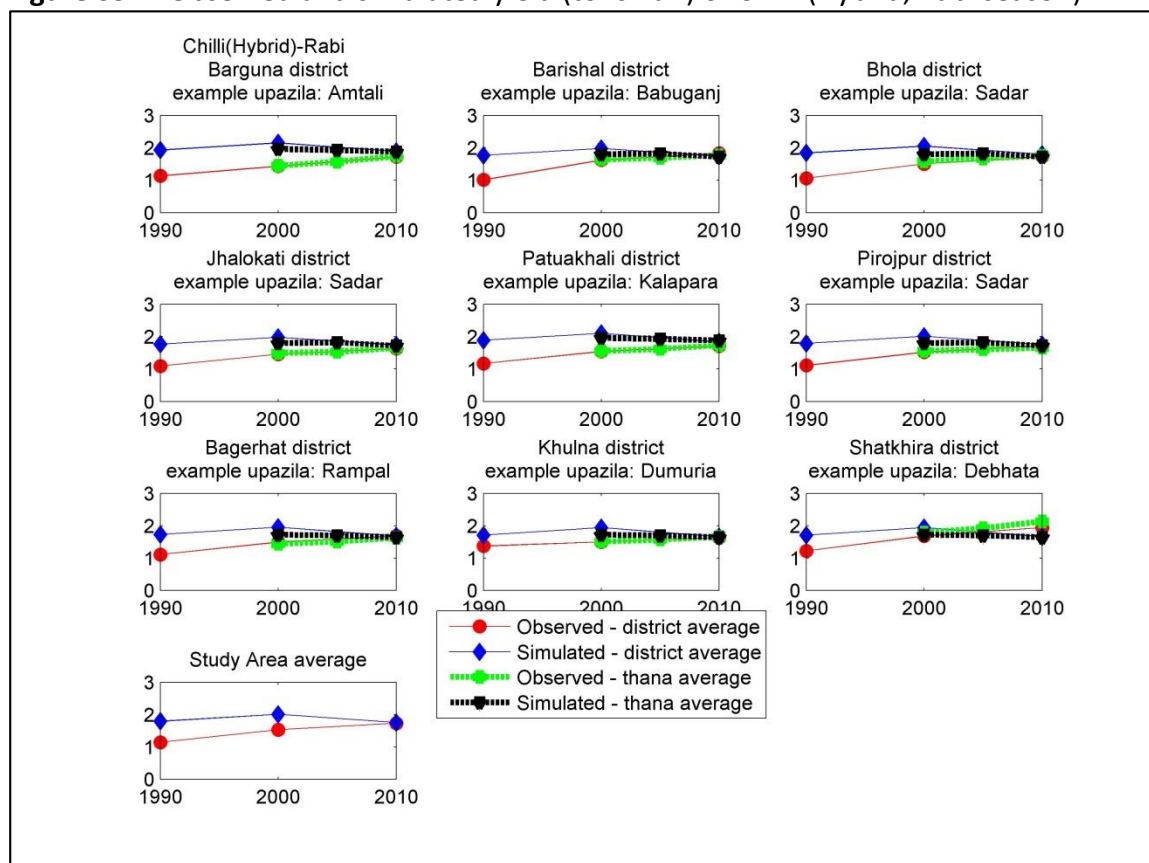 Chilli(Hybrid)-Rabi
Barguna district
example upazila: Amtali
Barishal district
example upazila: Babuganj
Bhola district
example upazila: Sadar
3
2
1
0
1990 2000 2010
3
2
1
0
1990 2000 2010
3
2
1
0
1990 2000 2010
Jhalokati district
example upazila: Sadar
Patuakhali district
example upazila: Kalapara
Pirojpur district
example upazila: Sadar
3
2
1
0
1990 2000 2010
3
2
1
0
1990 2000 2010
3
2
1
0
1990 2000 2010
Bagerhat district
example upazila: Rampal
Khulna district
example upazila: Dumuria
Shatkhira district
example upazila: Debhata
3
2
1
0
1990 2000 2010
3
2
1
0
1990 2000 2010
3
2
1
0
1990 2000 2010
Observed - district average
Simulated - district average
Observed - thana average
Simulated - thana average
Study Area average
3
2
1
0
1990 2000 2010